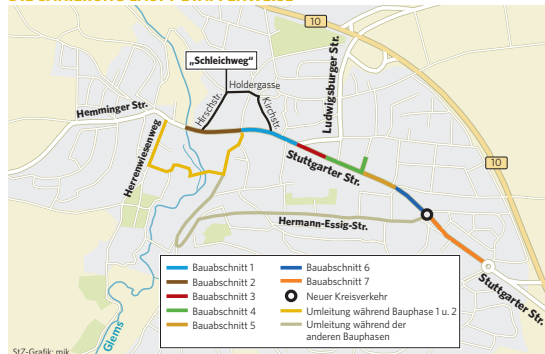 10
„Schleichweg“
Holdergasse
Hirschstr.
Kirchstr.
Ludwigsburger Str.
Hemminger Str.
Herrenwiesenweg
Stuttgarter Str.
10
Hermann-Essig-Str.
Stuttgarter Str.
Glems
Bauabschnitt 1
Bauabschnitt 2
Bauabschnitt 3
Bauabschnitt 4
Bauabschnitt 5
Bauabschnitt 6
Bauabschnitt 7
Neuer Kreisverkehr
Umleitung während Bauphase 1 u. 2
Umleitung während der
anderen Bauphasen
StZ-Grafik: mik